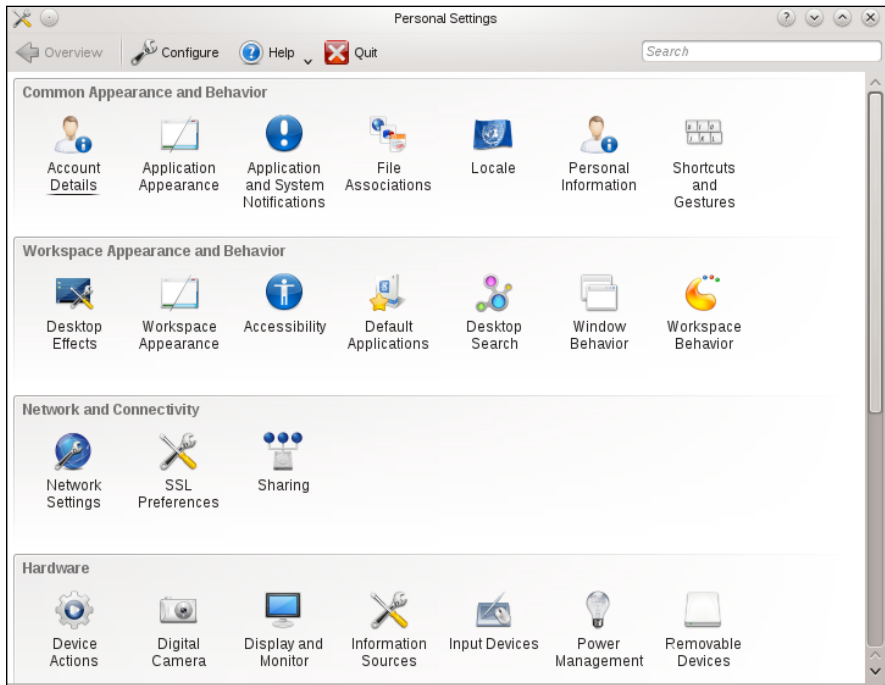 Personal Settings
Overview Configure Help Quit Search
Common Appearance and Behavior
Account Details
Application Appearance
Application and System Notifications
File Associations
Locale
Personal Information
Shortcuts and Gestures
Workspace Appearance and Behavior
Desktop Effects
Workspace Appearance
Accessibility
Default Applications
Desktop Search
Window Behavior
Workspace Behavior
Network and Connectivity
Network Settings
SSL Preferences
Sharing
Hardware
Device Actions
Digital Camera
Display and Monitor
Information Sources
Input Devices
Power Management
Removable Devices